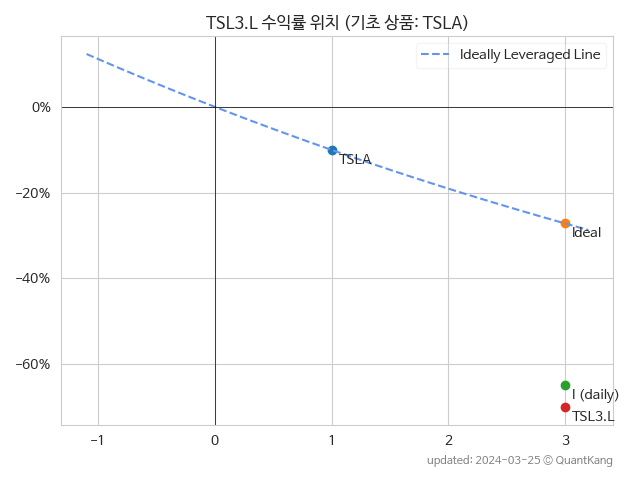 TSL3.L 수익률 위치 (기초 상품: TSLA)
Ideally Leveraged Line
0%
TSLA
−20%
Ideal
−40%
−60%
I (daily)
TSL3.L
−1
0
1
2
3
updated: 2024−03−25 © QuantKang